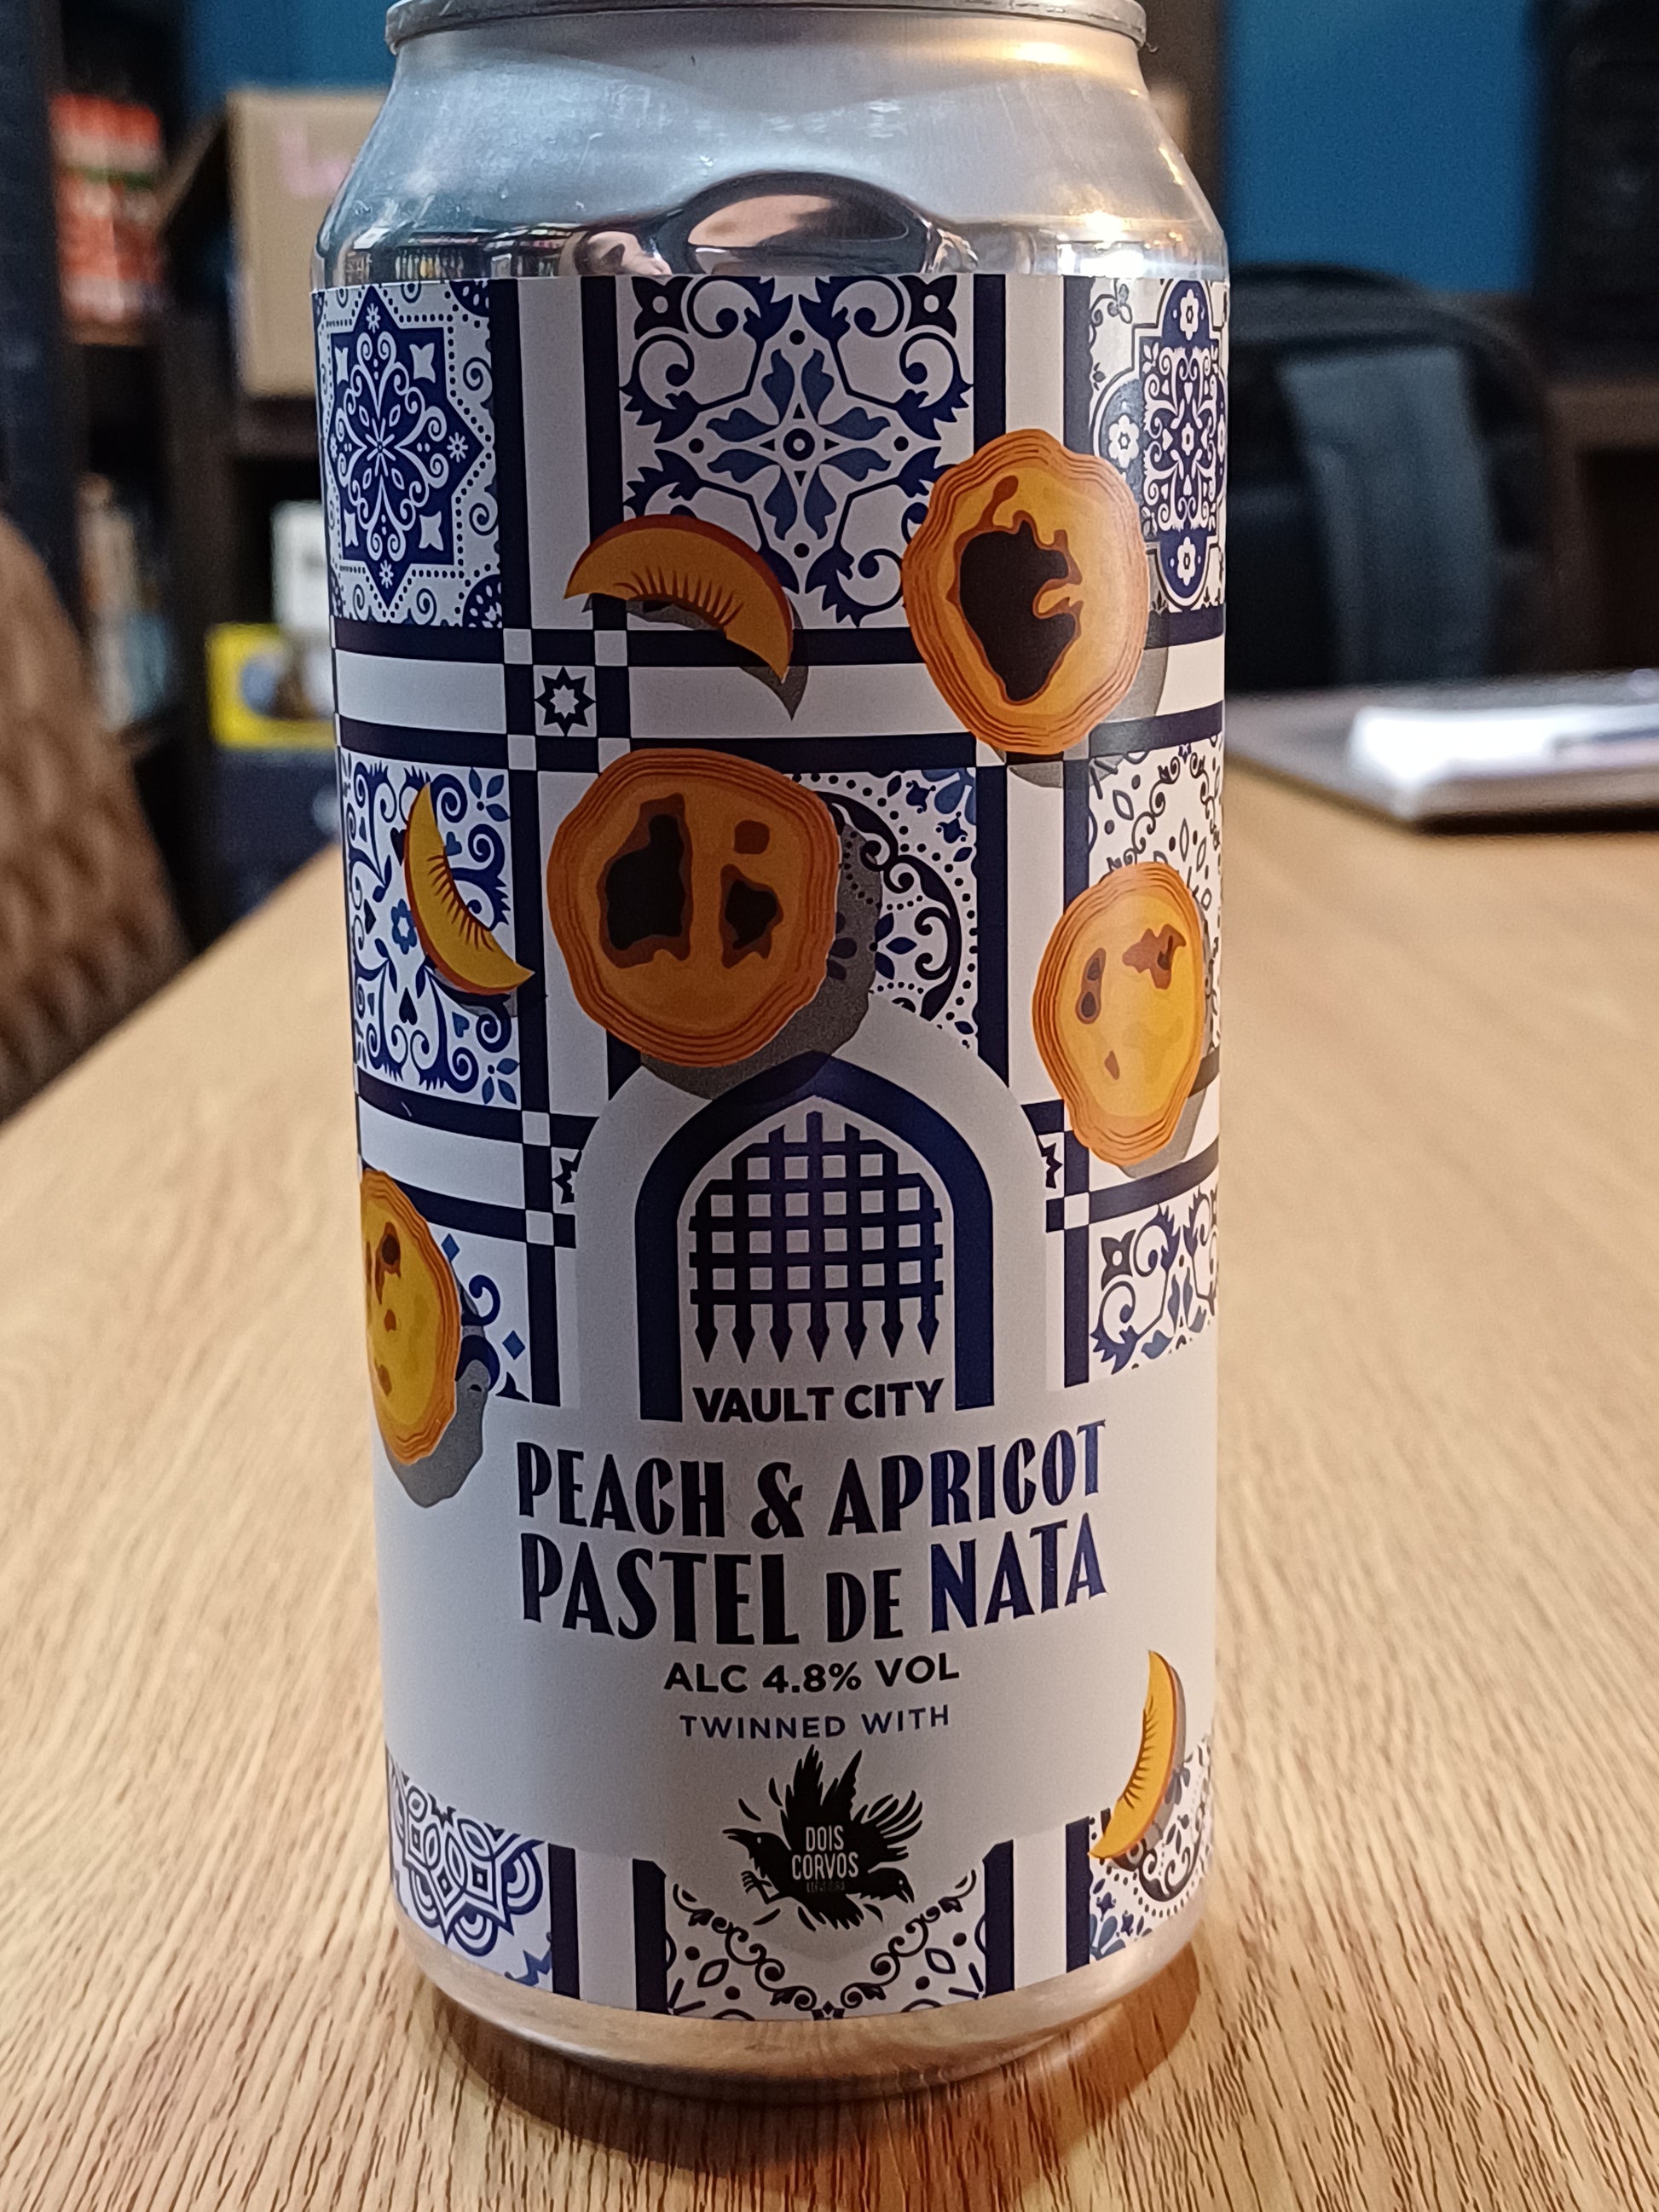 VAULT CITY
PEACH & APRICOT
PASTEL DE NATA
ALC 4.8% VOL
TWINNED WITH
DOIS
CORVOS